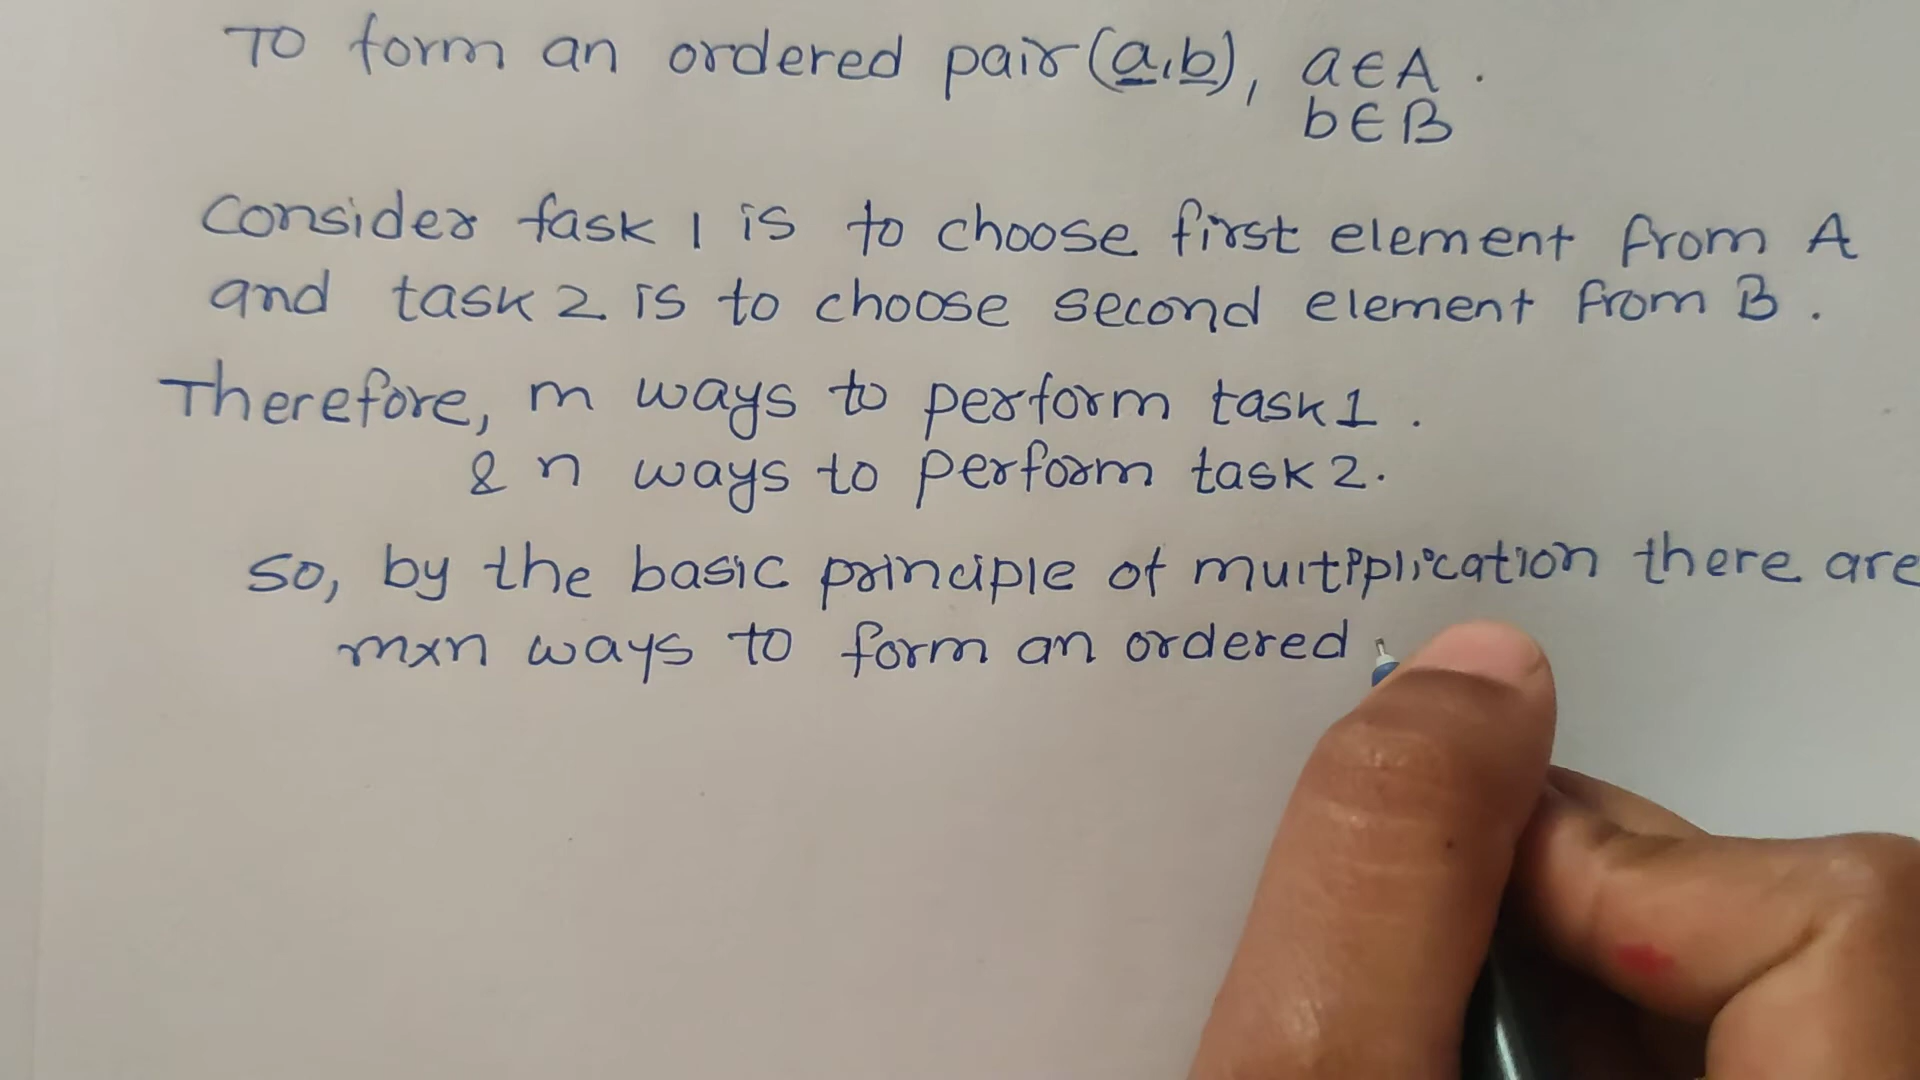 To form an ordered pair (a,b), a∈A.
b∈B
Consider task 1 is to choose first element from A
and task 2 is to choose second element from B.
Therefore, m ways to perform task 1.
& n ways to perform task 2.
So, by the basic principle of multiplication there are
m×n ways to form an ordered